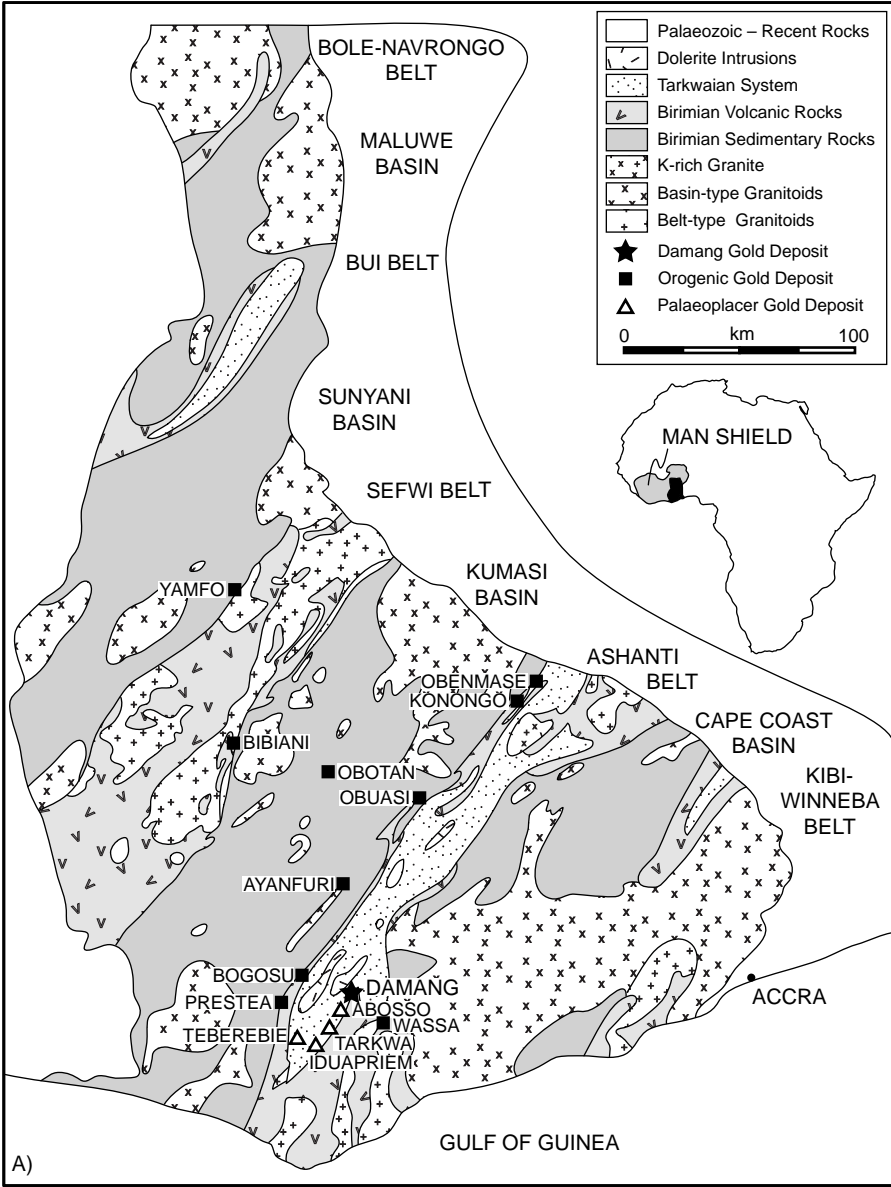 BOLE-NAVRONGO
BELT
MALUWE
BASIN
BUI BELT
SUNYANI
BASIN
SEFWI BELT
KUMASI
BASIN
ASHANTI
BELT
CAPE COAST
BASIN
KIBI-
WINNEBA
BELT
Palaeozoic – Recent Rocks
Dolerite Intrusions
Tarkwaian System
Birimian Volcanic Rocks
Birimian Sedimentary Rocks
K-rich Granite
Basin-type Granitoids
Belt-type Granitoids
Damang Gold Deposit
Orogenic Gold Deposit
Palaeoplacer Gold Deposit
0 km 100
MAN SHIELD
YAMFO
OBENMASE
KONONGO
BIBIANI
OBOTAN
OBUASI
AYANFURI
BOGOSU
DAMANG
PRESTEA
ABOSSO
WASSA
TEBEREBIE
TARKWA
IDUAPRIEM
ACCRA
GULF OF GUINEA
A)